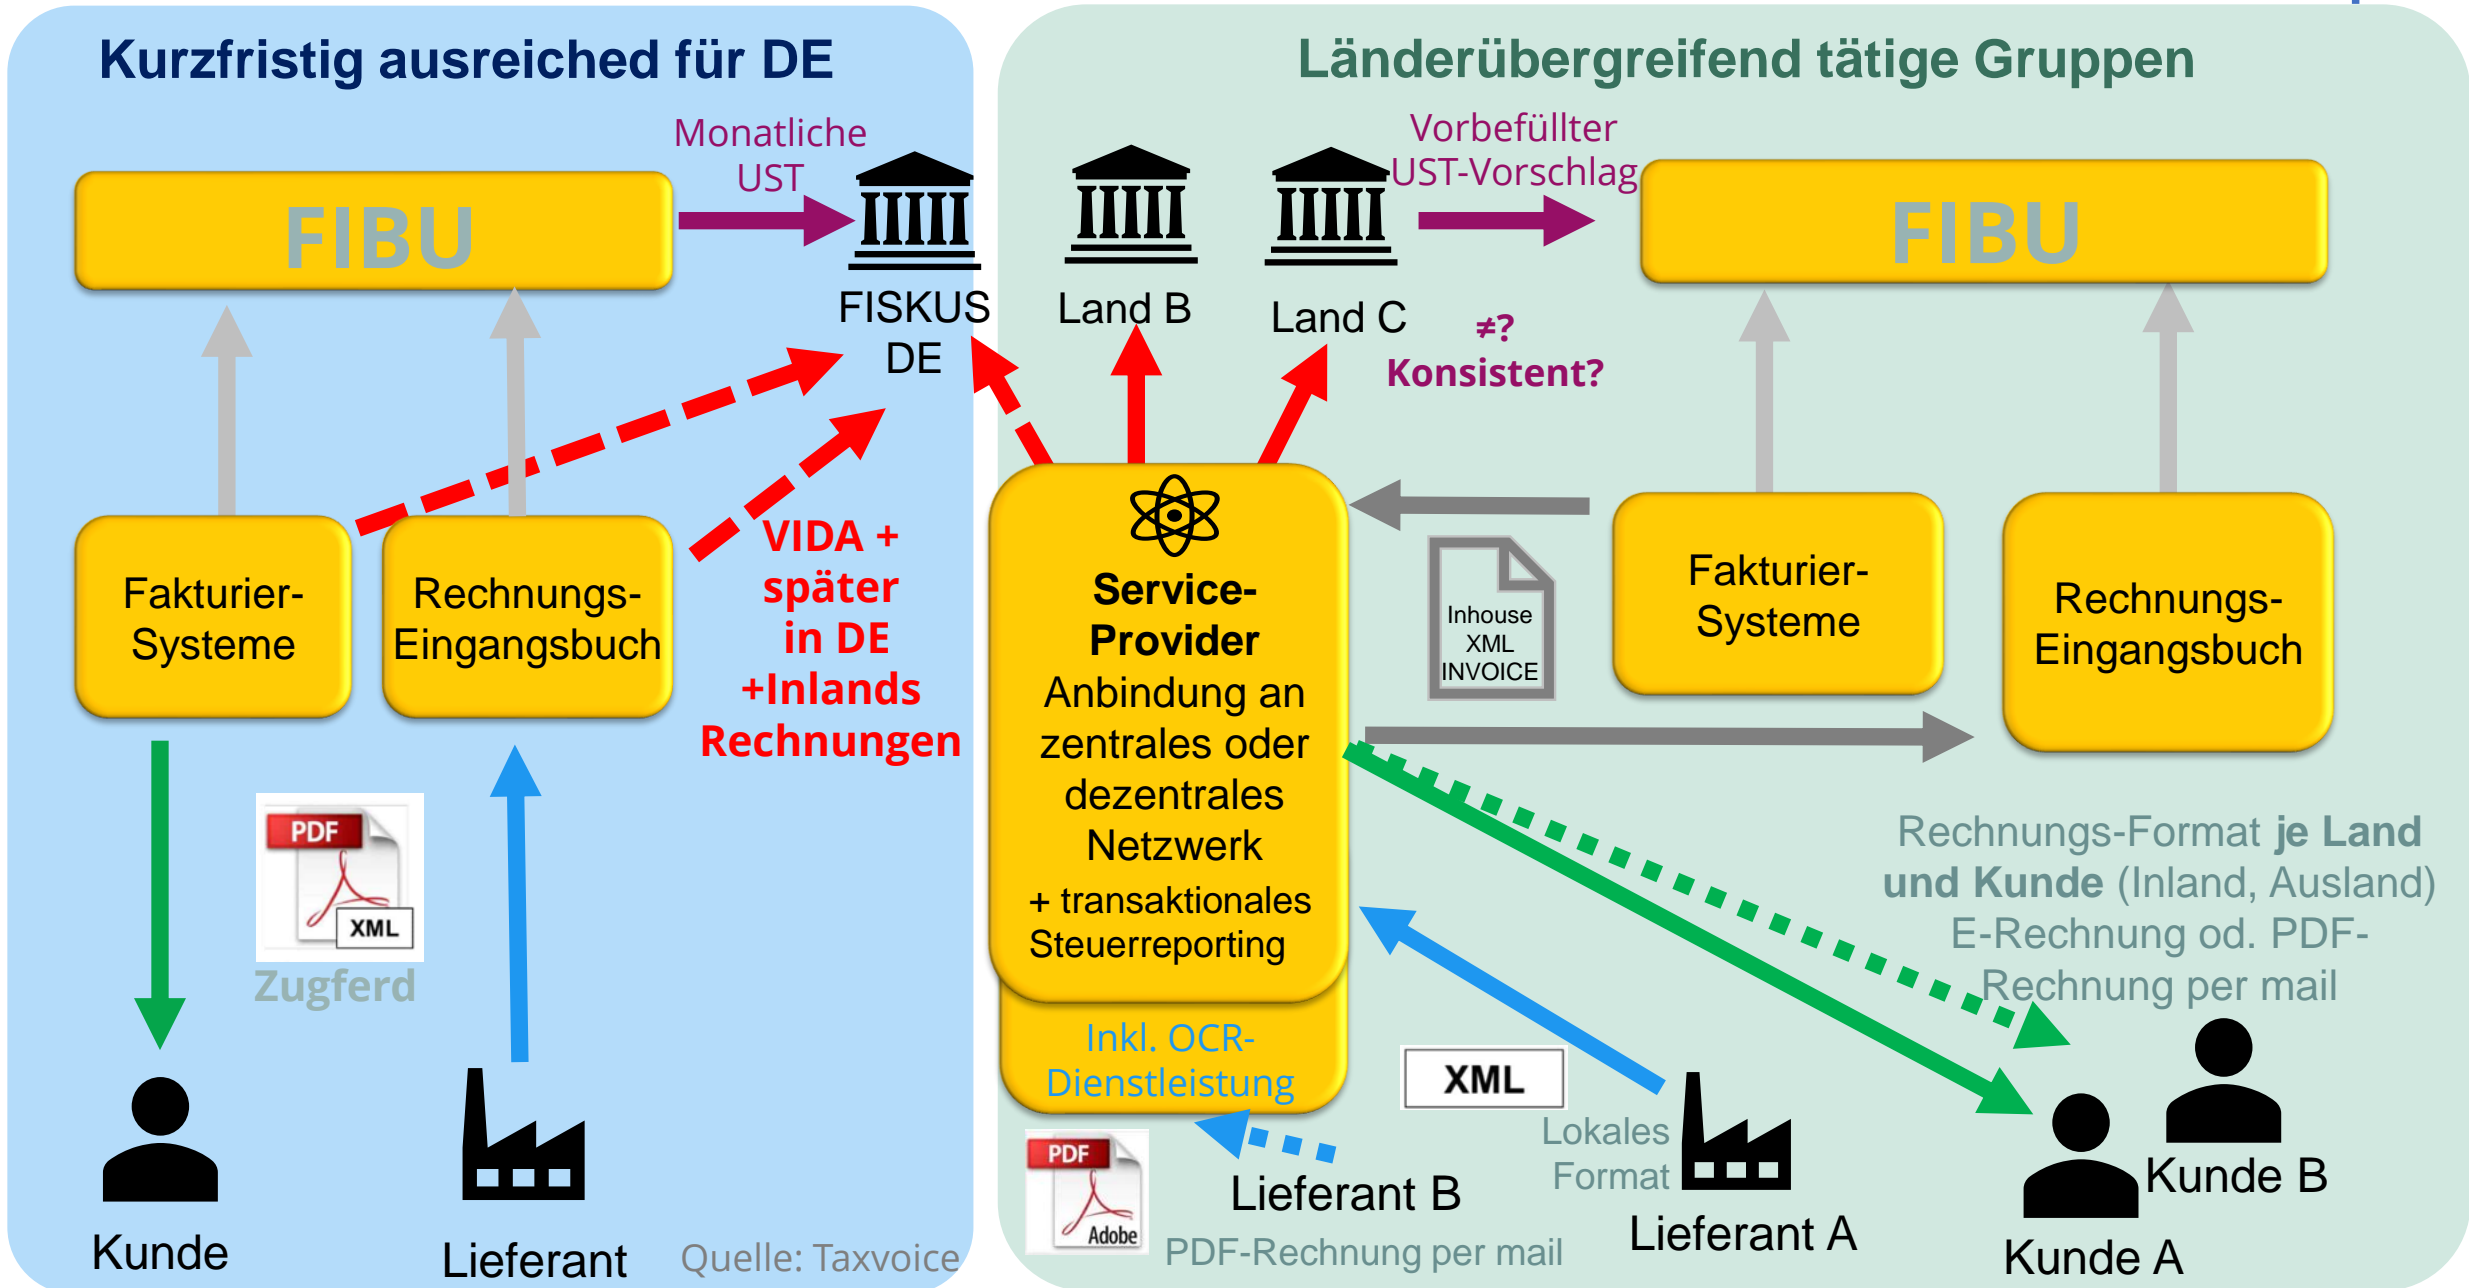 Kurzfristig ausreiched für DE
Monatliche
UST
FIBU
FISKUS
DE
Fakturier-
Systeme
Rechnungs-
Eingangsbuch
VIDA +
später
in DE
+Inlands
Rechnungen
PDF
XML
Zugferd
Kunde
Lieferant
Quelle: Taxvoice
Länderübergreifend tätige Gruppen
Land B
Land C
Vorbefüllter
UST-Vorschlag
≠?
Konsistent?
FIBU
Service-
Provider
Anbindung an
zentrales oder
dezentrales
Netzwerk
+ transaktionales
Steuerreporting
Inkl. OCR-
Dienstleistung
Inhouse
XML
INVOICE
Fakturier-
Systeme
Rechnungs-
Eingangsbuch
Rechnungs-Format je Land
und Kunde (Inland, Ausland)
E-Rechnung od. PDF-
Rechnung per mail
XML
Lokales
Format
PDF
Adobe
Lieferant B
PDF-Rechnung per mail
Lieferant A
Kunde B
Kunde A